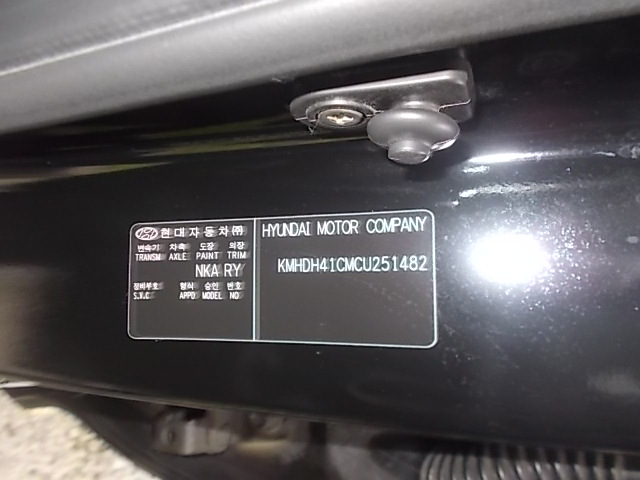 현대자동차㈜
변속기 차축 도장 의장
TRANSM AXLE PAINT TRIM
NKA RY
정비부호 형식 승인 번호
S.V.C APPD MODEL NO
HYUNDAI MOTOR COMPANY
KMHDH41CMCU251482